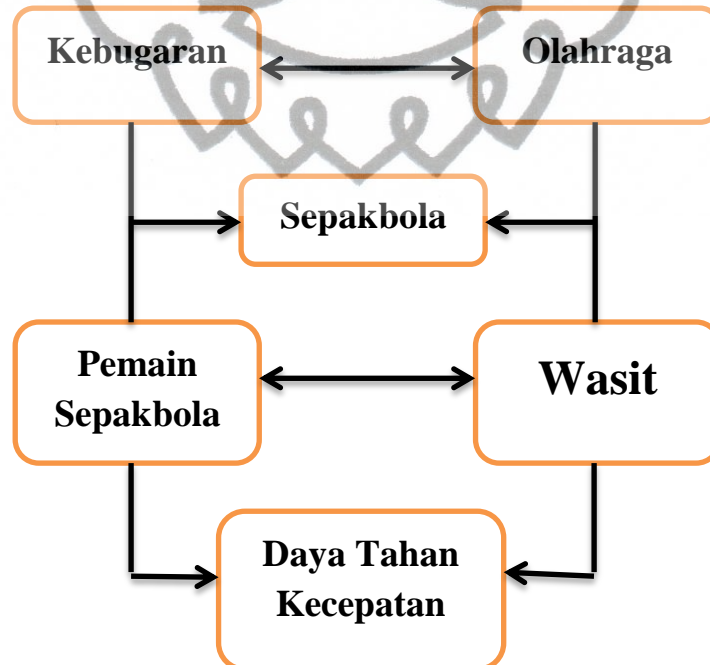 Kebugaran
Olahraga
Sepakbola
Pemain
Sepakbola
Wasit
Daya Tahan
Kecepatan